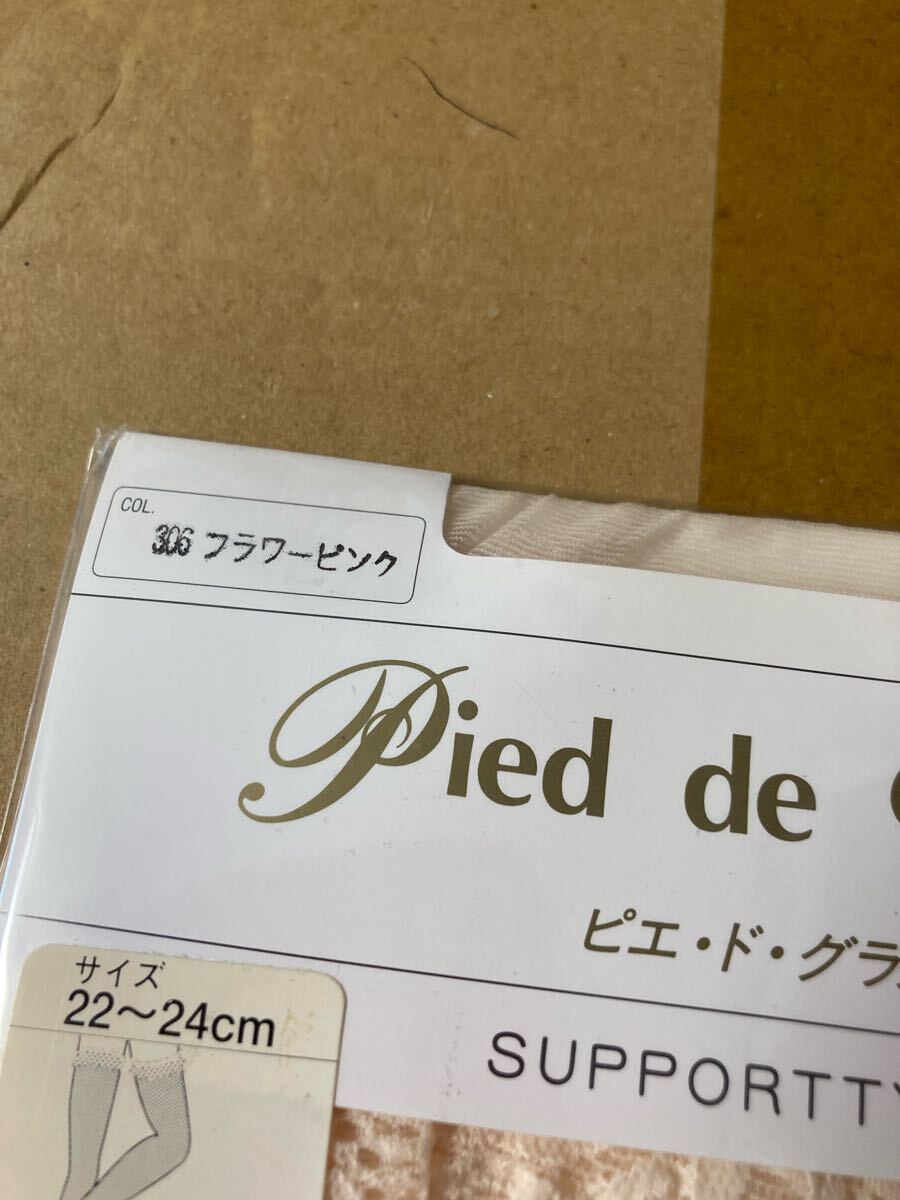 COL.
306 フラワーピンク
Pied de
ピエ・ド・グラ
SUPPORTTY
サイズ
22～24cm